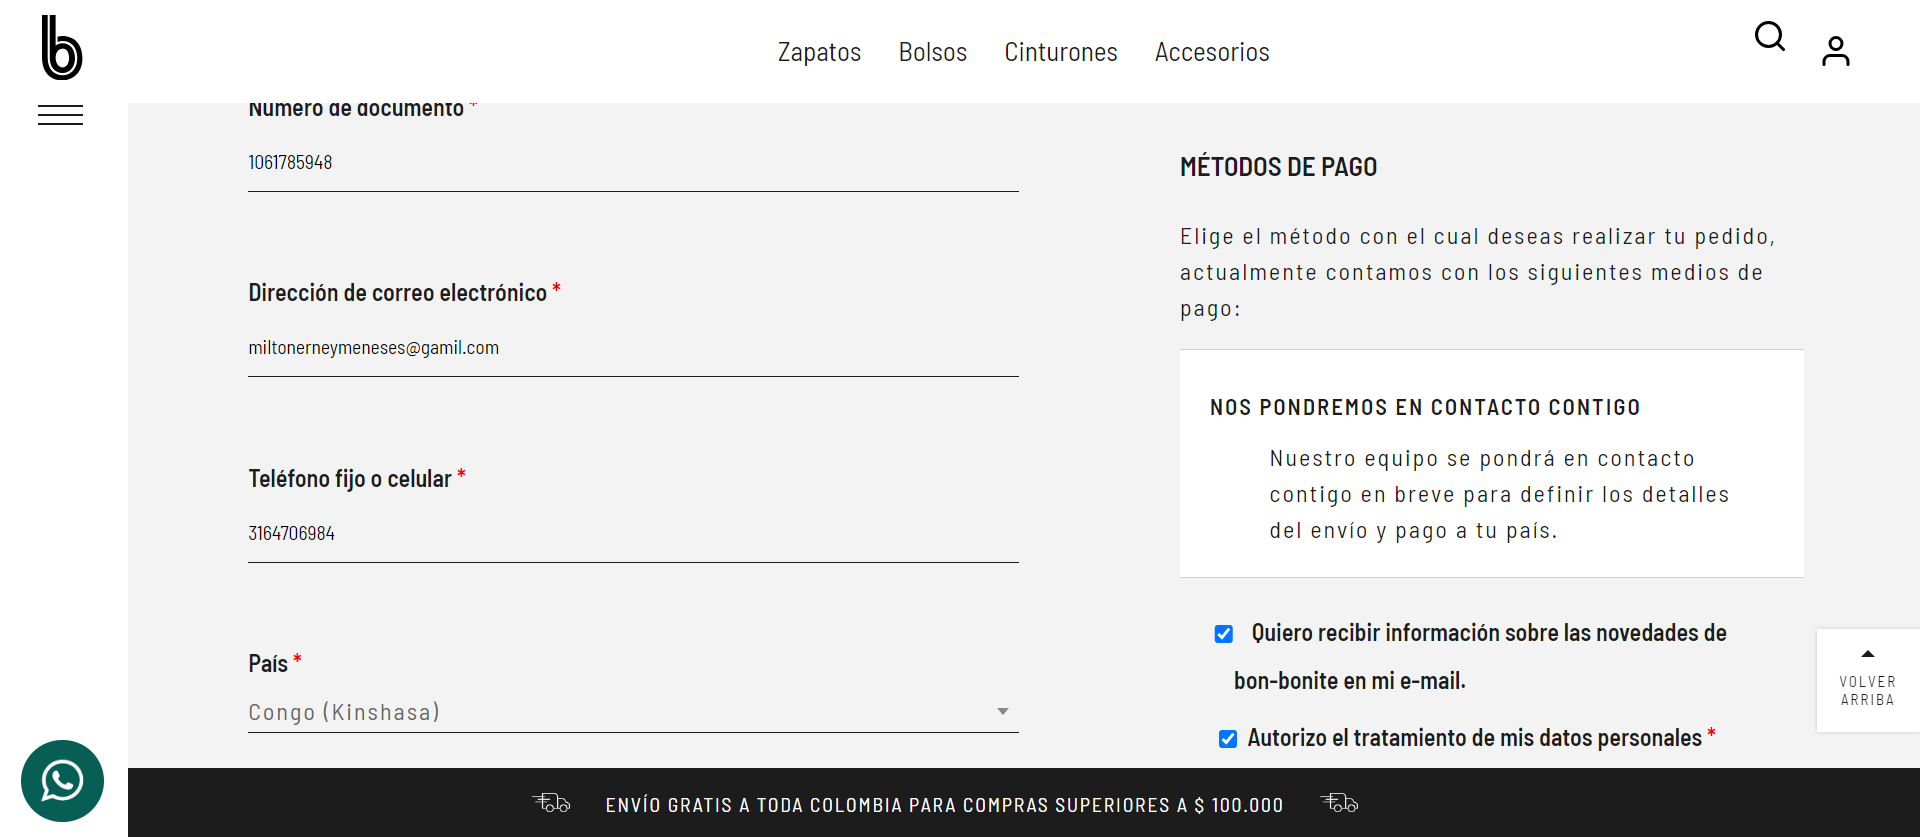 b
Zapatos Bolsos Cinturones Accesorios
Número de documento *
1061785948
Dirección de correo electrónico *
miltonerneymeneses@gamil.com
Teléfono fijo o celular *
3164706984
País *
Congo (Kinshasa)
MÉTODOS DE PAGO
Elige el método con el cual deseas realizar tu pedido,
actualmente contamos con los siguientes medios de
pago:
NOS PONDREMOS EN CONTACTO CONTIGO
Nuestro equipo se pondrá en contacto
contigo en breve para definir los detalles
del envío y pago a tu país.
Quiero recibir información sobre las novedades de
bon-bonite en mi e-mail.
Autorizo el tratamiento de mis datos personales *
VOLVER
ARRIBA
ENVÍO GRATIS A TODA COLOMBIA PARA COMPRAS SUPERIORES A $ 100.000